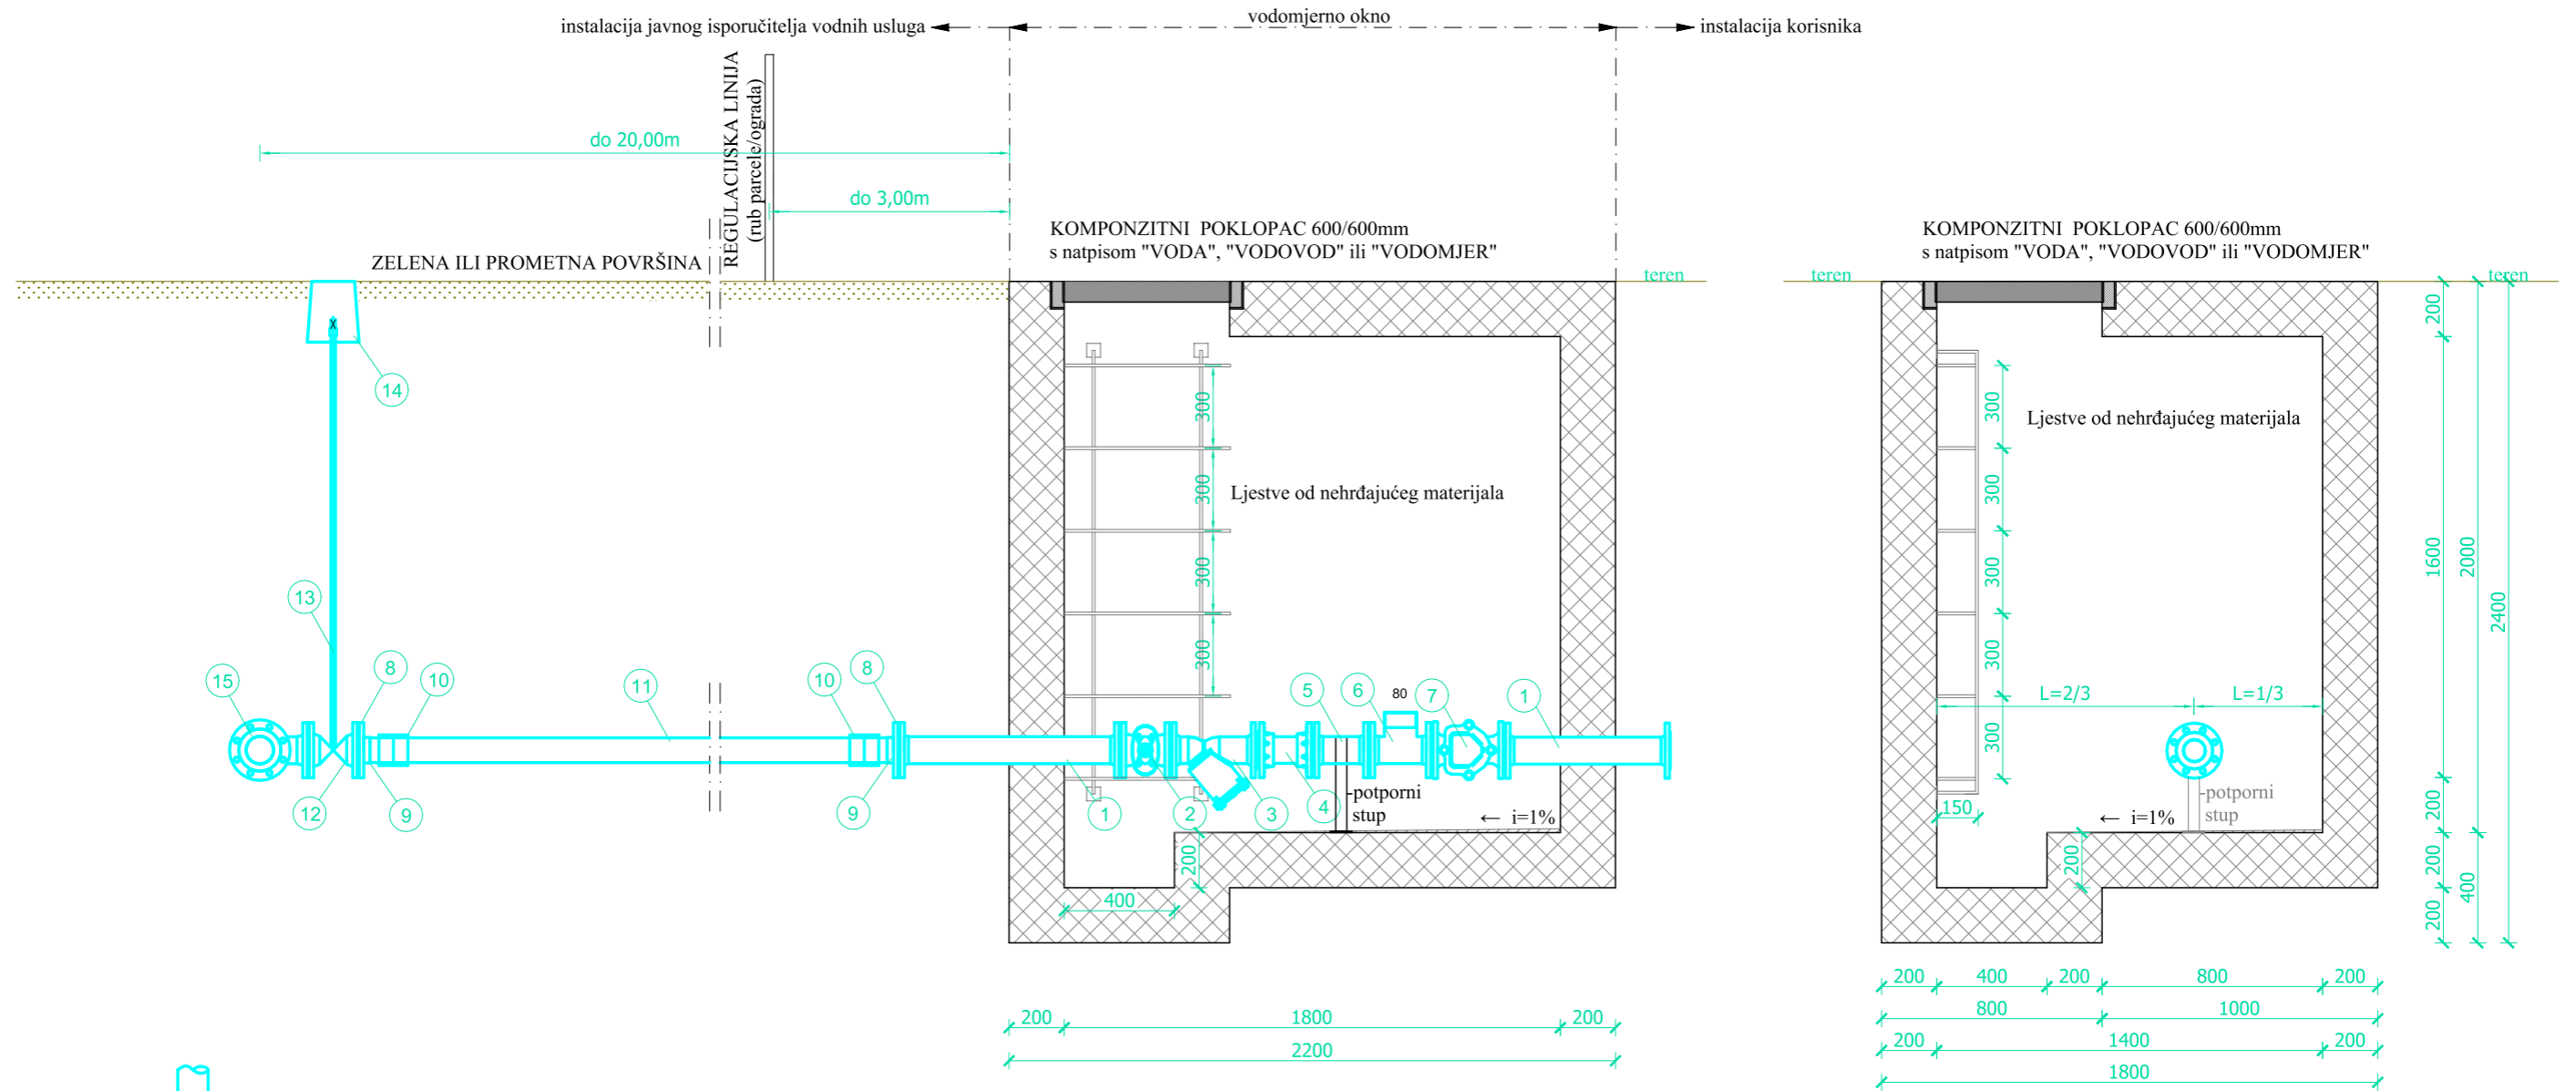 instalacija javnog isporučitelja vodnih usluga
vodomjerno okno
instalacija korisnika
REGULACIJSKA LINIJA
(rub parcele/ograda)
do 20,00m
do 3,00m
ZELENA ILI PROMETNA POVRŠINA
KOMPONZITNI POKLOPAC 600/600mm
s natpisom "VODA", "VODOVOD" ili "VODOMJER"
teren
KOMPONZITNI POKLOPAC 600/600mm
s natpisom "VODA", "VODOVOD" ili "VODOMJER"
teren
teren
X
14
13
15
8
10
11
10
8
12
9
9
1
2
3
4
5
6
80
7
1
300
300
300
300
300
Ljestve od nehrđajućeg materijala
-potporni
stup
← i=1%
200
400
200
1800
200
2200
300
300
300
300
300
Ljestve od nehrđajućeg materijala
L=2/3
L=1/3
150
-potporni
stup
← i=1%
200
200
1600
200
200
200
2000
400
2400
200
400
200
800
200
800
1000
200
1400
200
1800